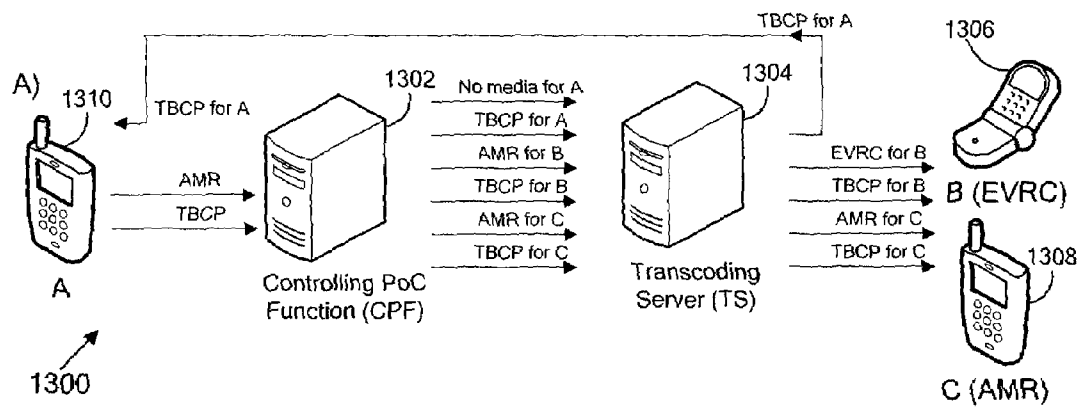 TBCP for A
1306
A)
1310
1302
1304
TBCP for A
No media for A
TBCP for A
AMR for B
TBCP for B
AMR for C
TBCP for C
AMR
TBCP
EVRC for B
TBCP for B
AMR for C
TBCP for C
B (EVRC)
1308
A
Controlling PoC
Function (CPF)
Transcoding
Server (TS)
1300
C (AMR)